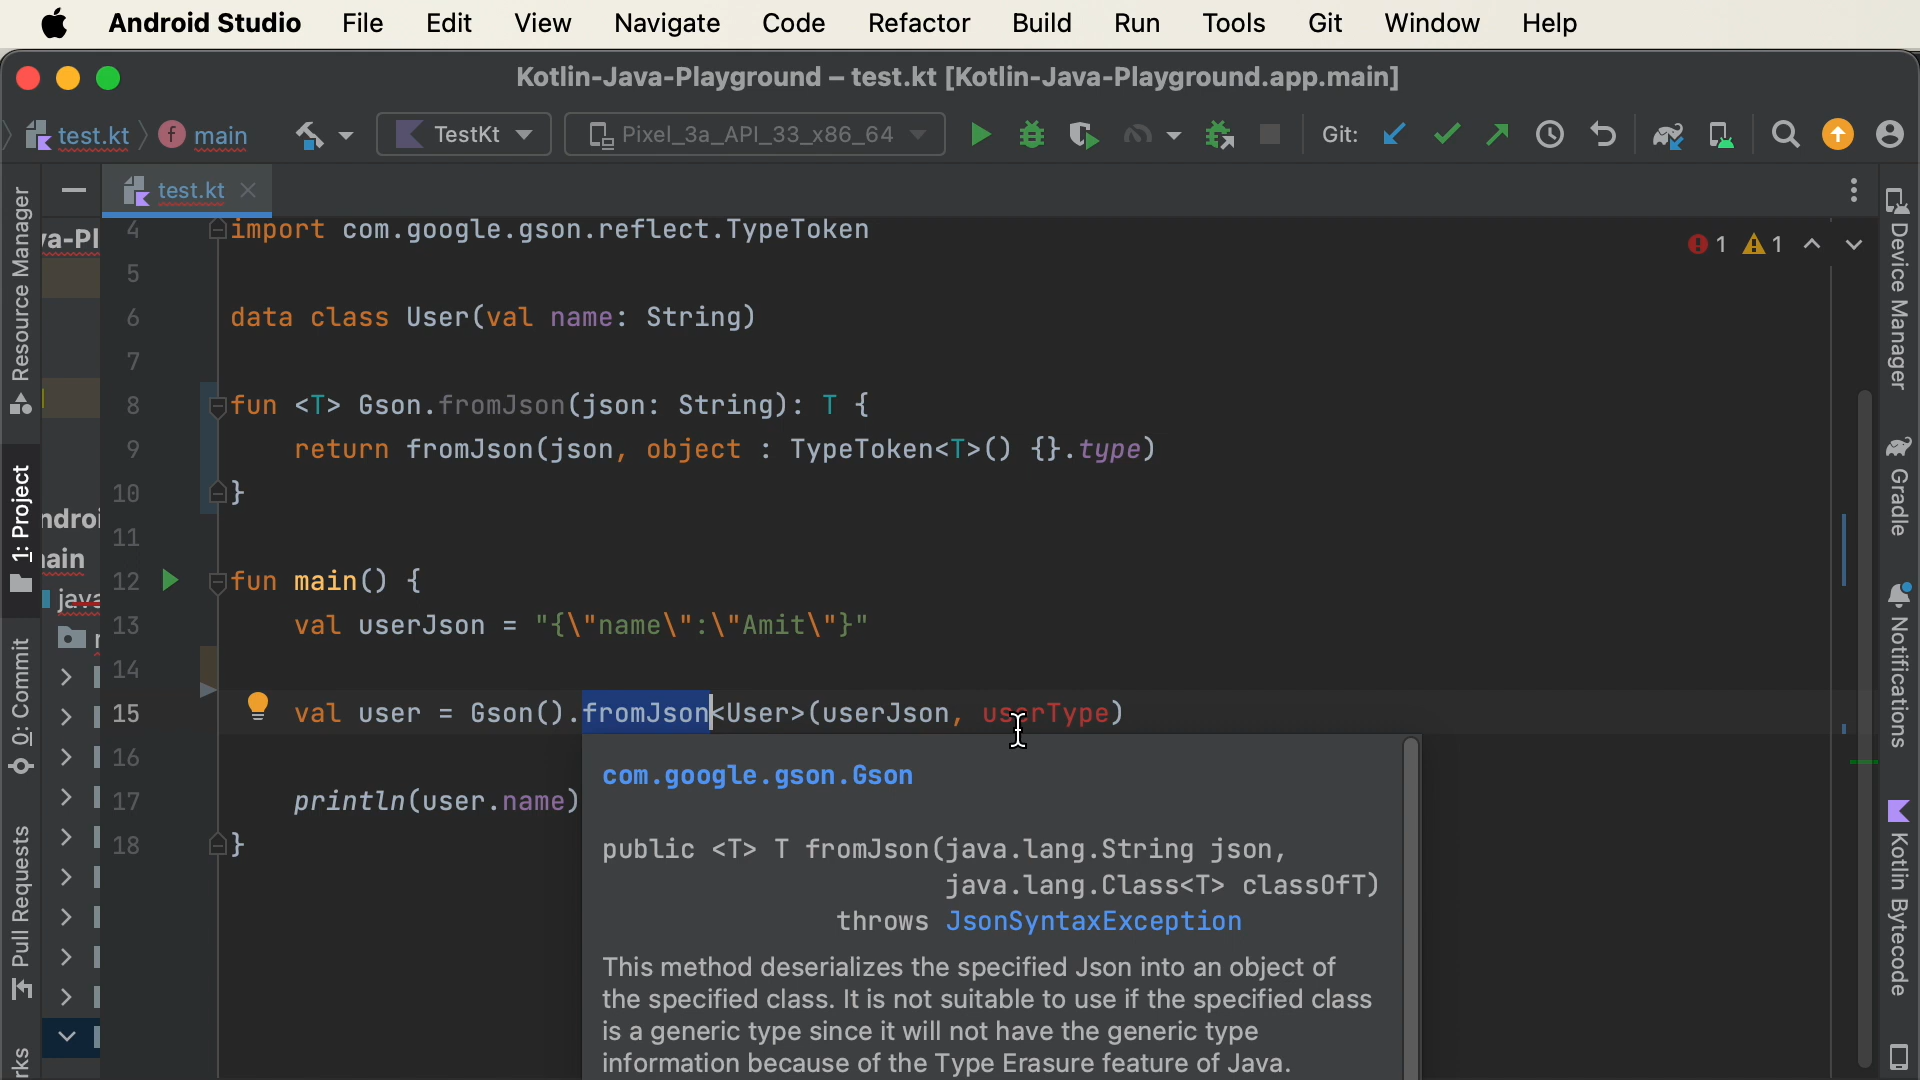 Android Studio File Edit View Navigate Code Refactor Build Run Tools Git Window Help
Kotlin-Java-Playground – test.kt [Kotlin-Java-Playground.app.main]
test.kt main TestKt Pixel_3a_API_33_x86_64 Git:
test.kt
Resource Manager
1: Project
0: Commit
Pull Requests
va-Pl
ndroi
ain
java
4 import com.google.gson.reflect.TypeToken
1 1
5
6 data class User(val name: String)
7
8 fun <T> Gson.fromJson(json: String): T {
9 return fromJson(json, object : TypeToken<T>() {}.type)
10 }
11
12 fun main() {
13 val userJson = "{\"name\":\"Amit\"}"
14
15 val user = Gson().fromJson<User>(userJson, userType)
16
17 println(user.name)
18 }
com.google.gson.Gson
public <T> T fromJson(java.lang.String json,
java.lang.Class<T> classOfT)
throws JsonSyntaxException
This method deserializes the specified Json into an object of
the specified class. It is not suitable to use if the specified class
is a generic type since it will not have the generic type
information because of the Type Erasure feature of Java.
Device Manager
Gradle
Notifications
Kotlin Bytecode